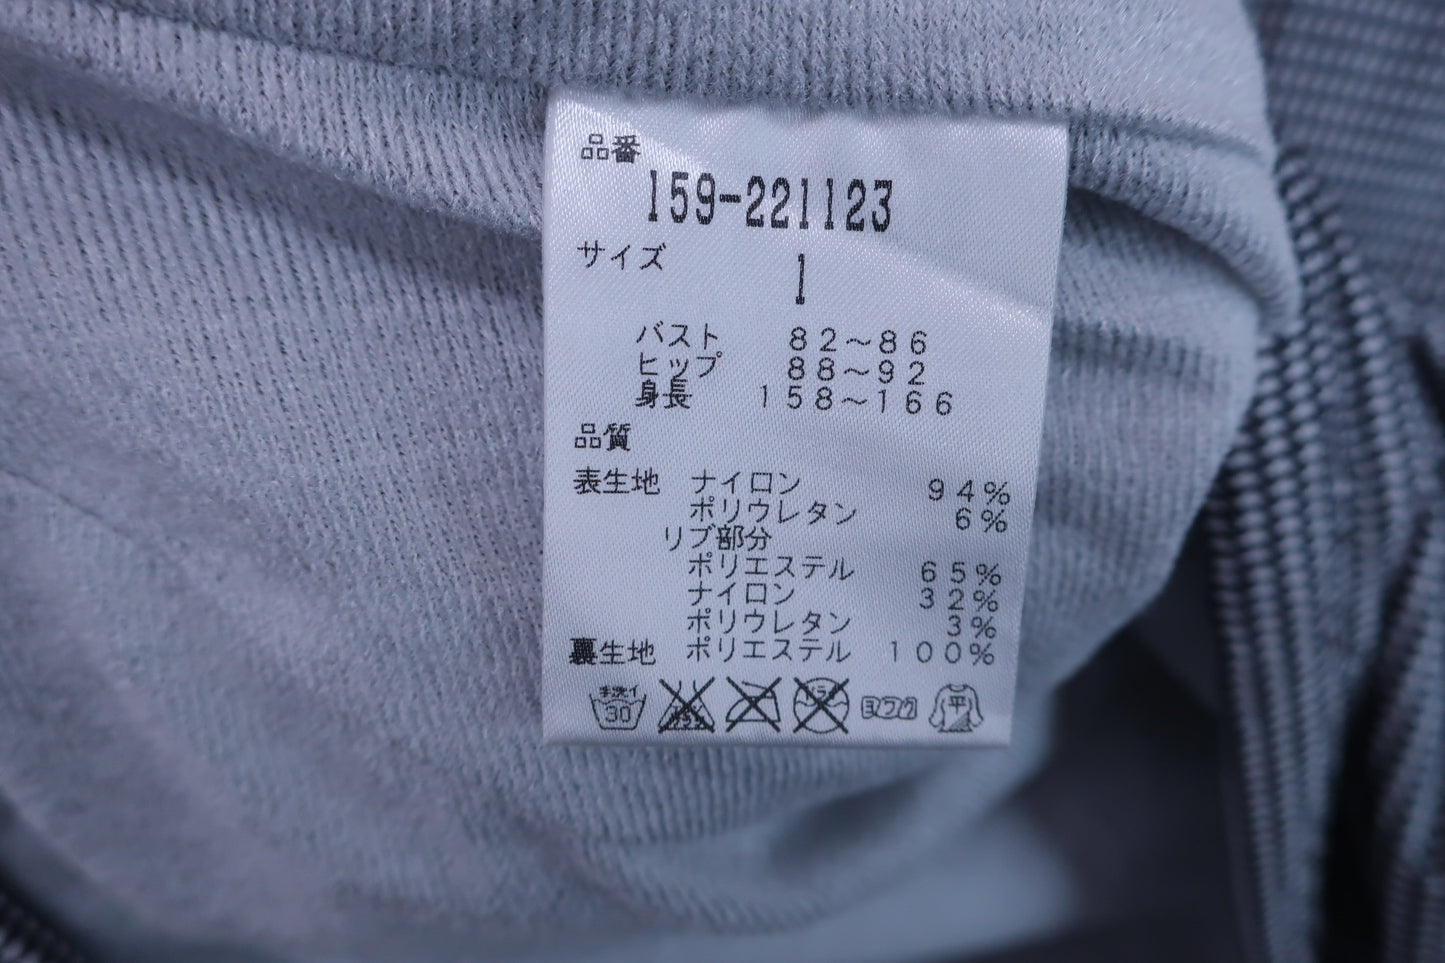 品番
159-221123
サイズ
1
バスト 82～86
ヒップ 88～92
身長 158～166
品質
表生地 ナイロン 94%
ポリウレタン 6%
リブ部分
ポリエステル 65%
ナイロン 32%
ポリウレタン 3%
裏生地 ポリエステル 100%
手洗イ
30 ヨワク 平